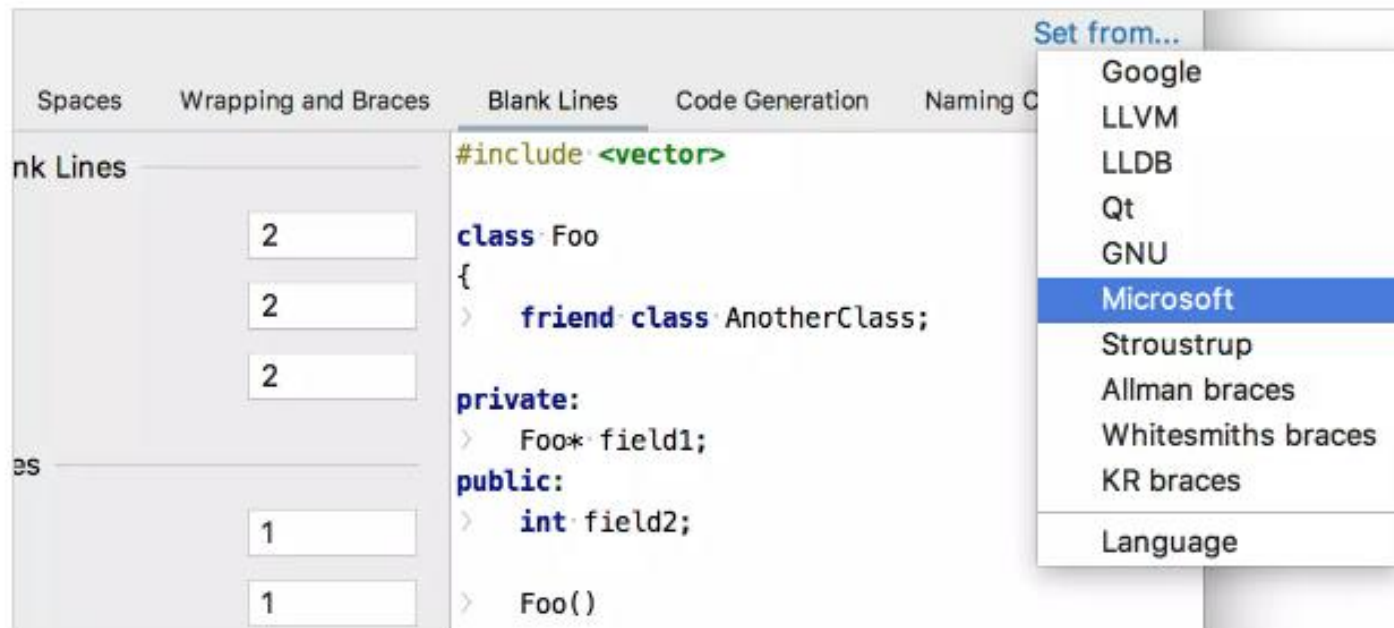 Set from...
Spaces Wrapping and Braces Blank Lines Code Generation Naming C
nk Lines
2
2
2
es
1
1
#include <vector>
class Foo
{
friend class AnotherClass;
private:
Foo* field1;
public:
int field2;
Foo()
Google
LLVM
LLDB
Qt
GNU
Microsoft
Stroustrup
Allman braces
Whitesmiths braces
KR braces
Language